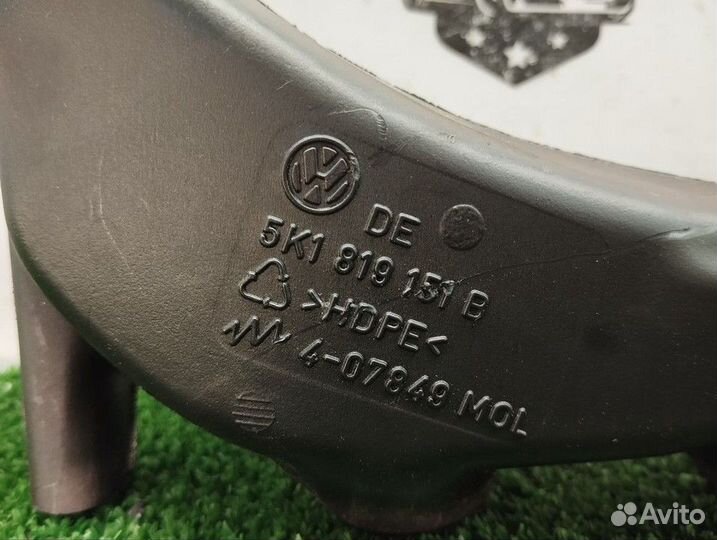 DE
5K1 819 151 B
>HDPE<
4-07849 MOL
Avito